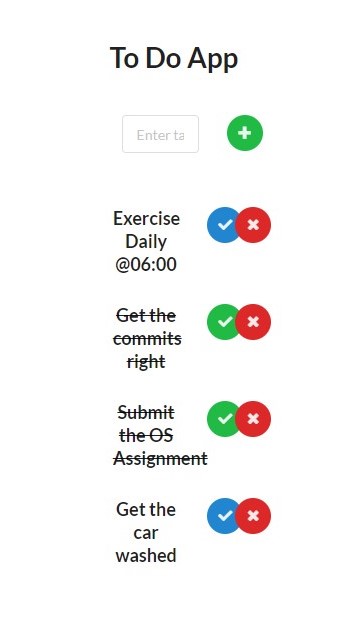 To Do App
Enter ta
Exercise
Daily
@06:00
Get the
commits
right
Submit
the OS
Assignment
Get the
car
washed